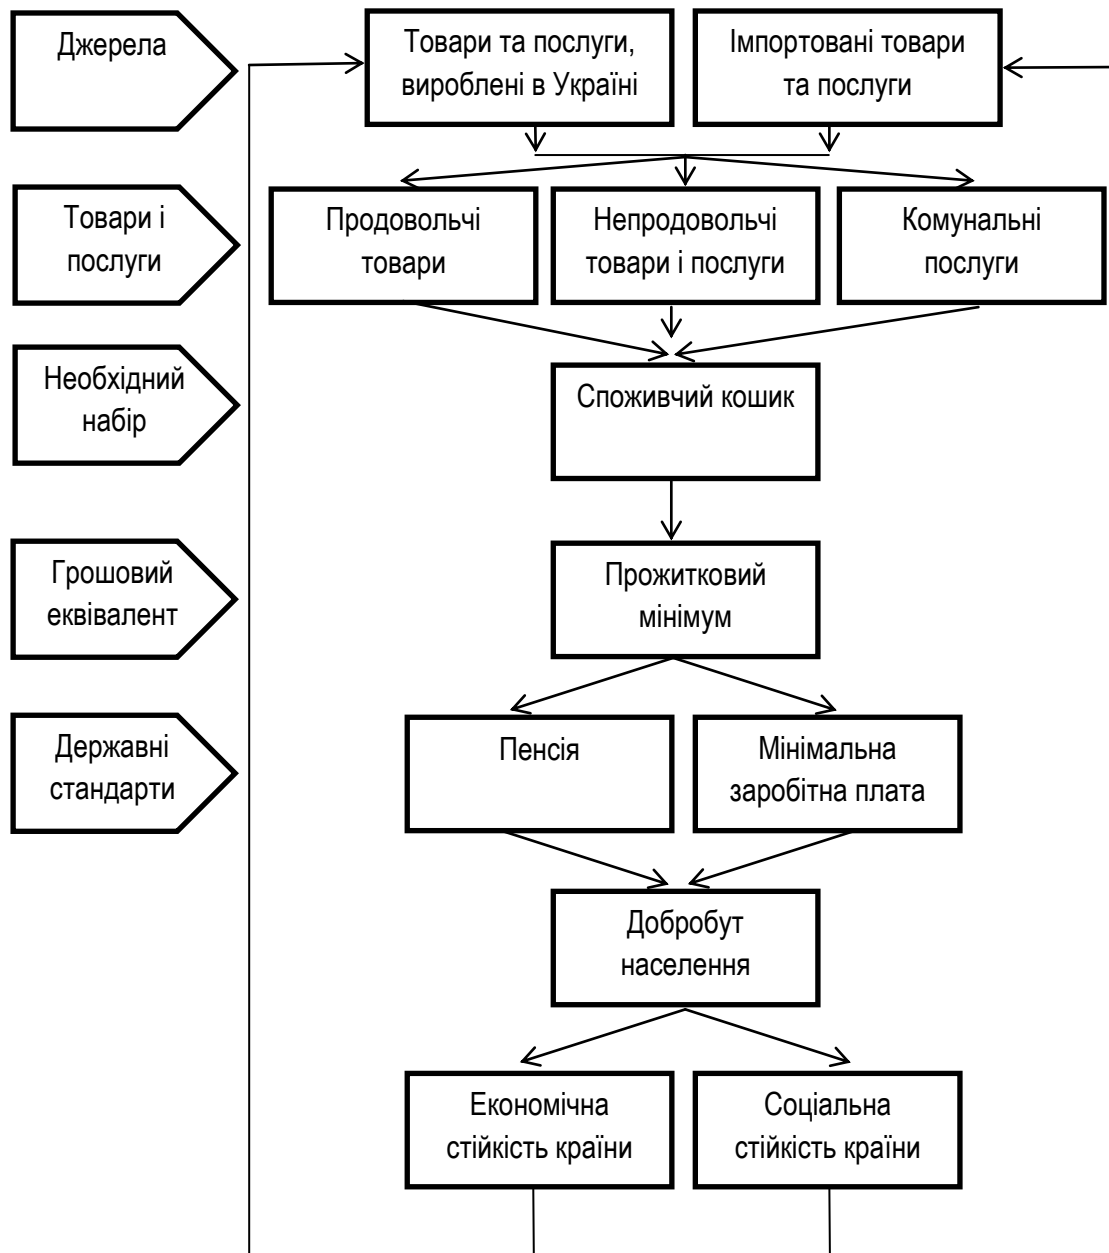 Джерела
Товари та послуги,
вироблені в Україні
Імпортовані товари
та послуги
Товари і
послуги
Продовольчі
товари
Непродовольчі
товари і послуги
Комунальні
послуги
Необхідний
набір
Споживчий кошик
Грошовий
еквівалент
Прожитковий
мінімум
Державні
стандарти
Пенсія
Мінімальна
заробітна плата
Добробут
населення
Економічна
стійкість країни
Соціальна
стійкість країни